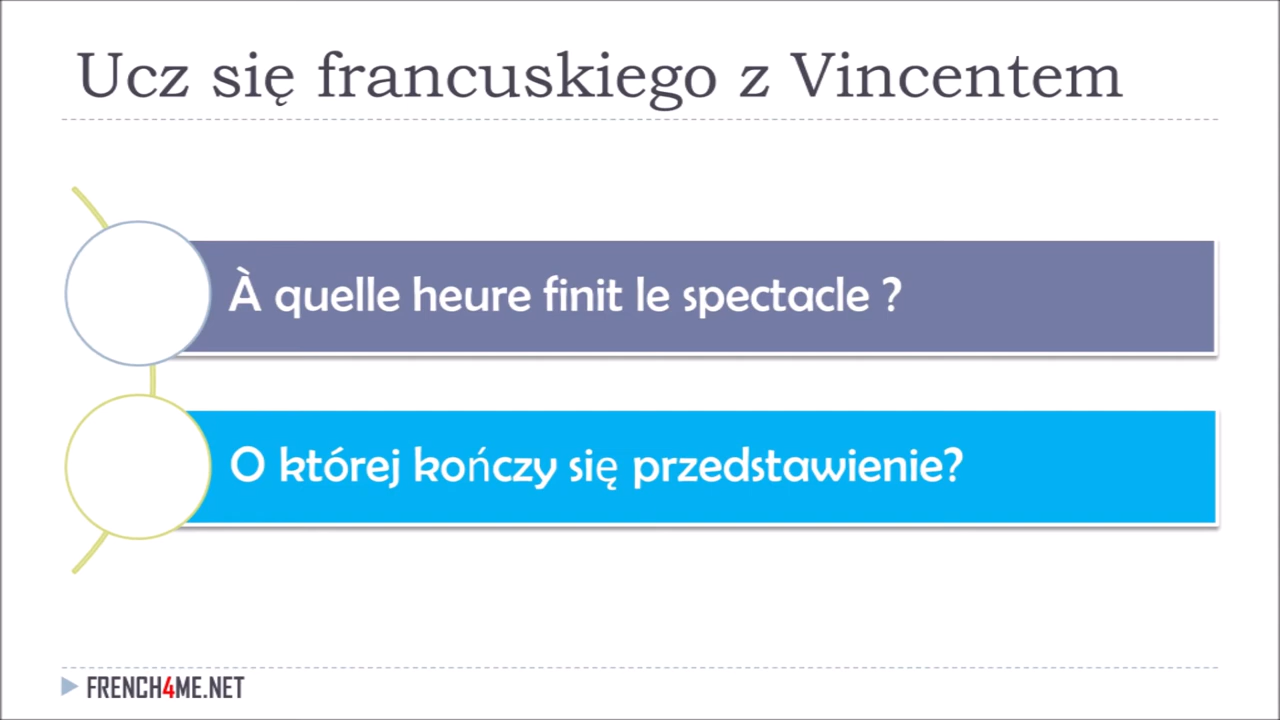 Ucz się francuskiego z Vincentem
À quelle heure finit le spectacle ?
O której kończy się przedstawienie?
FRENCH4ME.NET